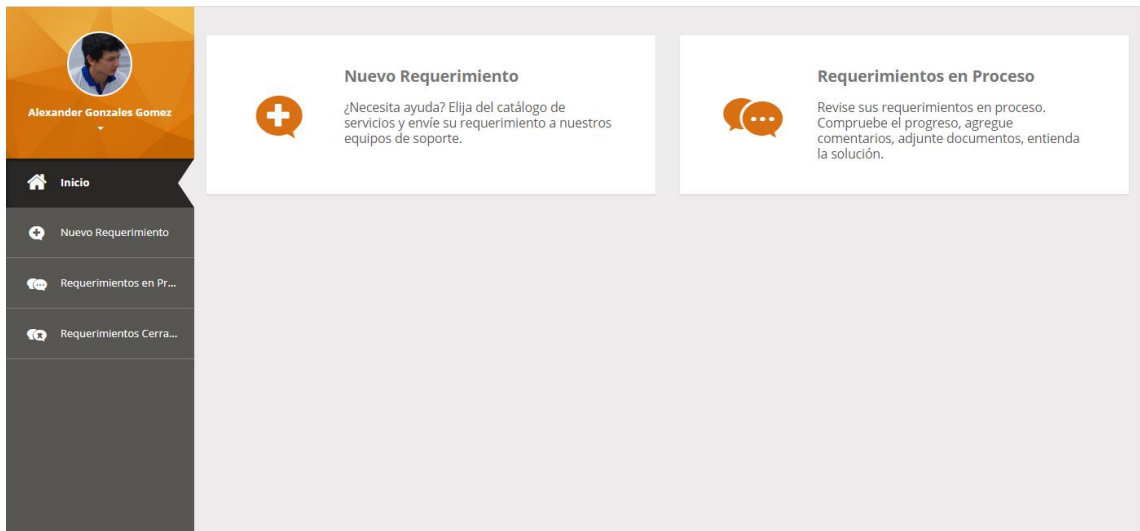 Alexander Gonzales Gomez
Inicio
Nuevo Requerimiento
Requerimientos en Pr...
Requerimientos Cerra...
Nuevo Requerimiento
¿Necesita ayuda? Elija del catálogo de
servicios y envíe su requerimiento a nuestros
equipos de soporte.
Requerimientos en Proceso
Revise sus requerimientos en proceso.
Compruebe el progreso, agregue
comentarios, adjunte documentos, entienda
la solución.